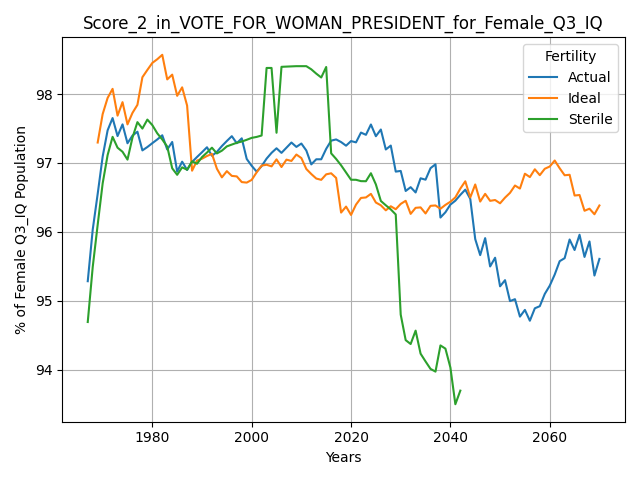 Score_2_in_VOTE_FOR_WOMAN_PRESIDENT_for_Female_Q3_IQ
Fertility
Actual
Ideal
Sterile
% of Female Q3_IQ Population
98
97
96
95
94
1980
2000
2020
2040
2060
Years